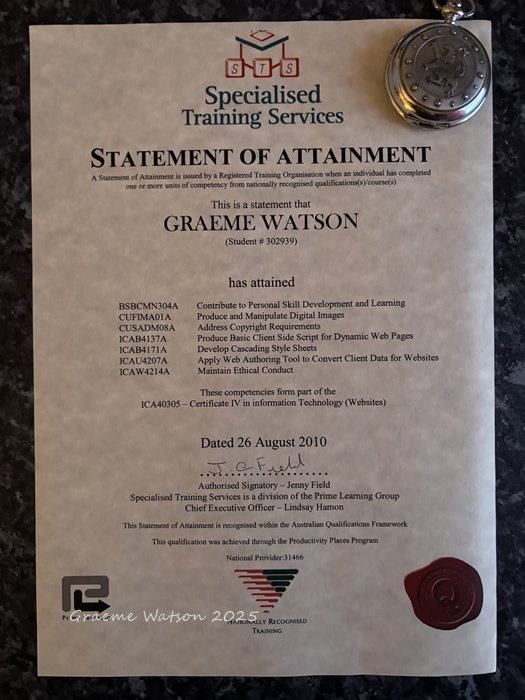 STS
Specialised
Training Services
STATEMENT OF ATTAINMENT
A Statement of Attainment is issued by a Registered Training Organisation when an individual has completed
one or more units of competency from nationally recognised qualifications(s)/course(s)
This is a statement that
GRAEME WATSON
(Student # 302939)
has attained
BSBCMN304A Contribute to Personal Skill Development and Learning
CUFIMA01A Produce and Manipulate Digital Images
CUSADM08A Address Copyright Requirements
ICAB4137A Produce Basic Client Side Script for Dynamic Web Pages
ICAB4171A Develop Cascading Style Sheets
ICAU4207A Apply Web Authoring Tool to Convert Client Data for Websites
ICAW4214A Maintain Ethical Conduct
These competencies form part of the
ICA40305 – Certificate IV in information Technology (Websites)
Dated 26 August 2010
J. C Field
Authorised Signatory – Jenny Field
Specialised Training Services is a division of the Prime Learning Group
Chief Executive Officer – Lindsay Hamon
This Statement of Attainment is recognised within the Australian Qualifications Framework
This qualification was achieved through the Productivity Places Program
National Provider:31466
Graeme Watson 2025
NATIONALLY RECOGNISED
TRAINING
Q